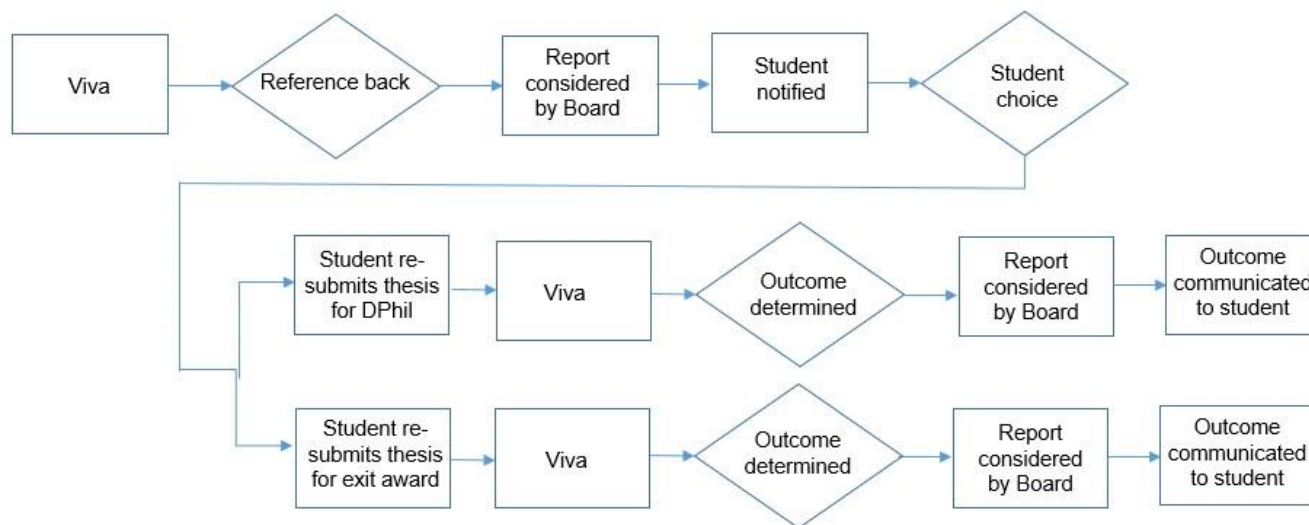 Viva
Reference back
Report
considered
by Board
Student
notified
Student
choice
Student re-
submits thesis
for DPhil
Viva
Outcome
determined
Report
considered
by Board
Outcome
communicated
to student
Student re-
submits thesis
for exit award
Viva
Outcome
determined
Report
considered
by Board
Outcome
communicated
to student